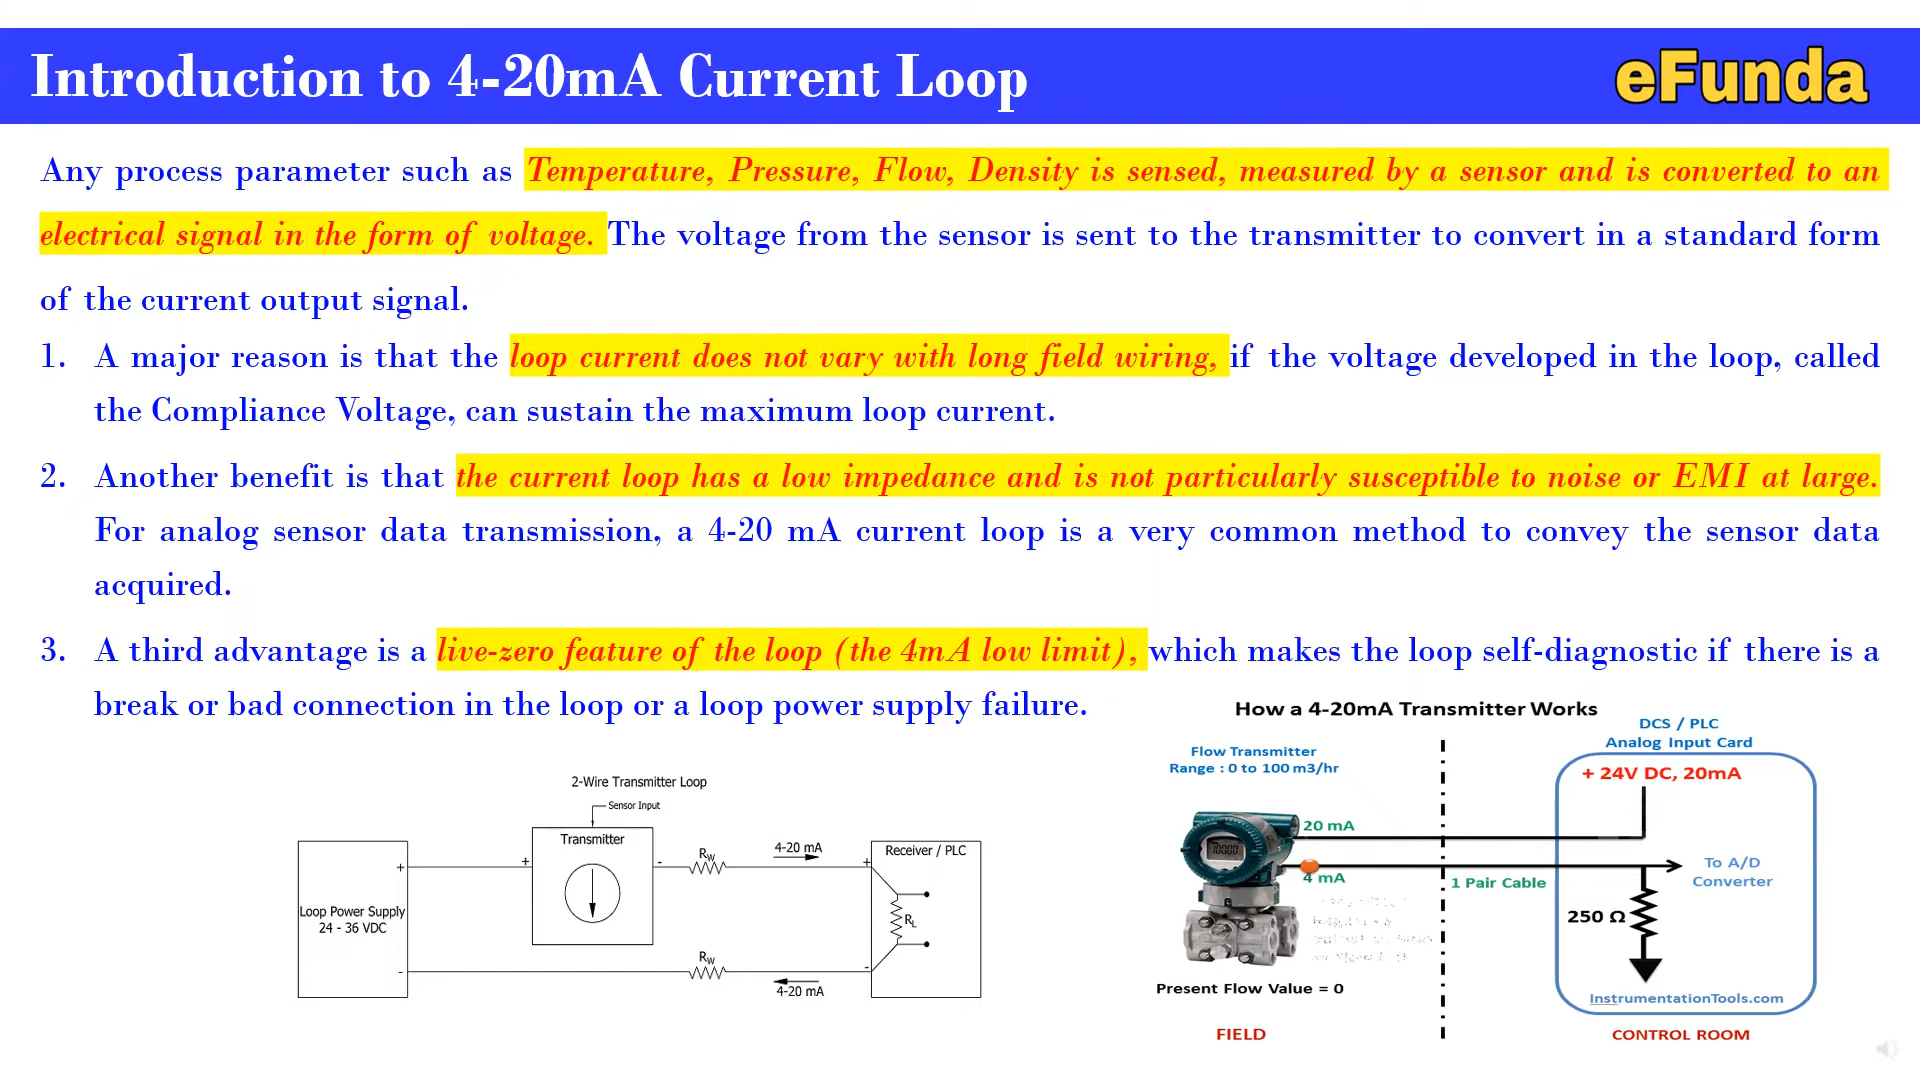 Introduction to 4-20mA Current Loop
eFunda
Any process parameter such as Temperature, Pressure, Flow, Density is sensed, measured by a sensor and is converted to an
electrical signal in the form of voltage. The voltage from the sensor is sent to the transmitter to convert in a standard form
of the current output signal.
1. A major reason is that the loop current does not vary with long field wiring, if the voltage developed in the loop, called
the Compliance Voltage, can sustain the maximum loop current.
2. Another benefit is that the current loop has a low impedance and is not particularly susceptible to noise or EMI at large.
For analog sensor data transmission, a 4-20 mA current loop is a very common method to convey the sensor data
acquired.
3. A third advantage is a live-zero feature of the loop (the 4mA low limit), which makes the loop self-diagnostic if there is a
break or bad connection in the loop or a loop power supply failure.
2-Wire Transmitter Loop
Sensor Input
Transmitter
+
-
+
-
Loop Power Supply
24 - 36 VDC
RW
4-20 mA
RW
4-20 mA
+
-
Receiver / PLC
RL
How a 4-20mA Transmitter Works
Flow Transmitter
Range : 0 to 100 m3/hr
DCS / PLC
Analog Input Card
+ 24V DC, 20mA
20 mA
4 mA
1 Pair Cable
To A/D
Converter
250 Ω
Present Flow Value = 0
InstrumentationTools.com
FIELD
CONTROL ROOM